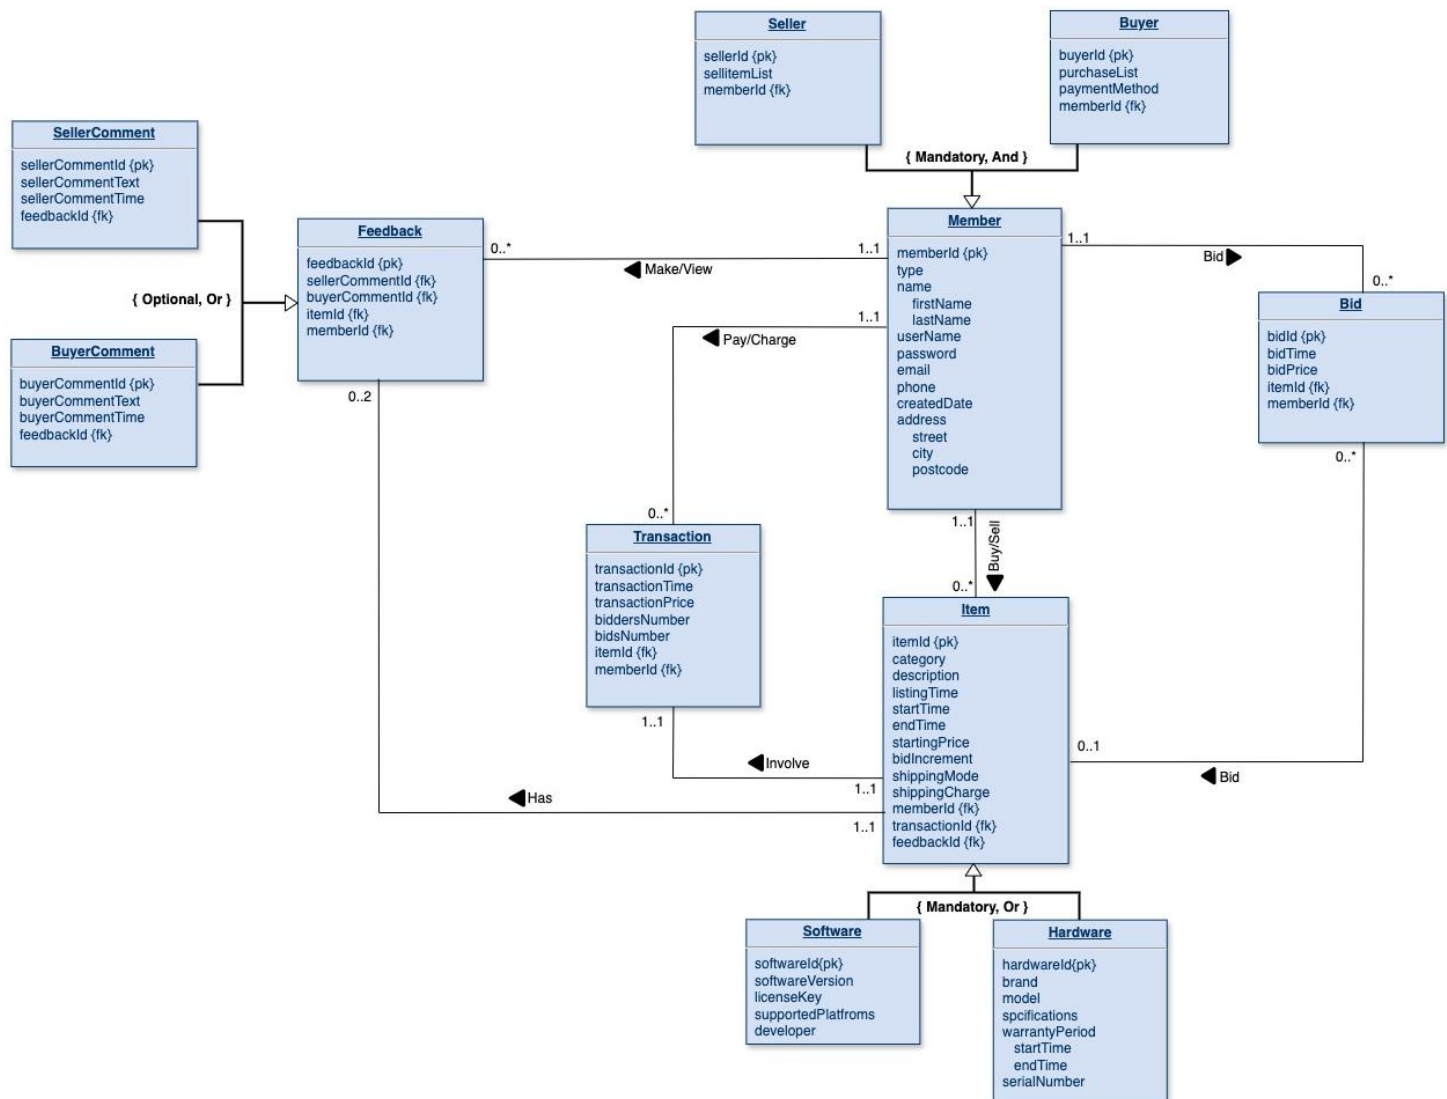 Seller
sellerId {pk}
sellitemList
memberId {fk}
Buyer
buyerId {pk}
purchaseList
paymentMethod
memberId {fk}
{ Mandatory, And }
SellerComment
sellerCommentId {pk}
sellerCommentText
sellerCommentTime
feedbackId {fk}
{ Optional, Or }
BuyerComment
buyerCommentId {pk}
buyerCommentText
buyerCommentTime
feedbackId {fk}
Feedback
feedbackId {pk}
sellerCommentId {fk}
buyerCommentId {fk}
itemId {fk}
memberId {fk}
0..*
1..1
Make/View
0..2
Member
memberId {pk}
type
name
firstName
lastName
userName
password
email
phone
createdDate
address
street
city
postcode
1..1
Bid
0..*
1..1
Pay/Charge
0..*
Bid
bidId {pk}
bidTime
bidPrice
itemId {fk}
memberId {fk}
0..*
1..1
Buy/Sell
0..*
Transaction
transactionId {pk}
transactionTime
transactionPrice
biddersNumber
bidsNumber
itemId {fk}
memberId {fk}
1..1
Involve
1..1
Has
1..1
Item
itemId {pk}
category
description
listingTime
startTime
endTime
startingPrice
bidIncrement
shippingMode
shippingCharge
memberId {fk}
transactionId {fk}
feedbackId {fk}
0..1
Bid
{ Mandatory, Or }
Software
softwareId{pk}
softwareVersion
licenseKey
supportedPlatfroms
developer
Hardware
hardwareId{pk}
brand
model
spcifications
warrantyPeriod
startTime
endTime
serialNumber